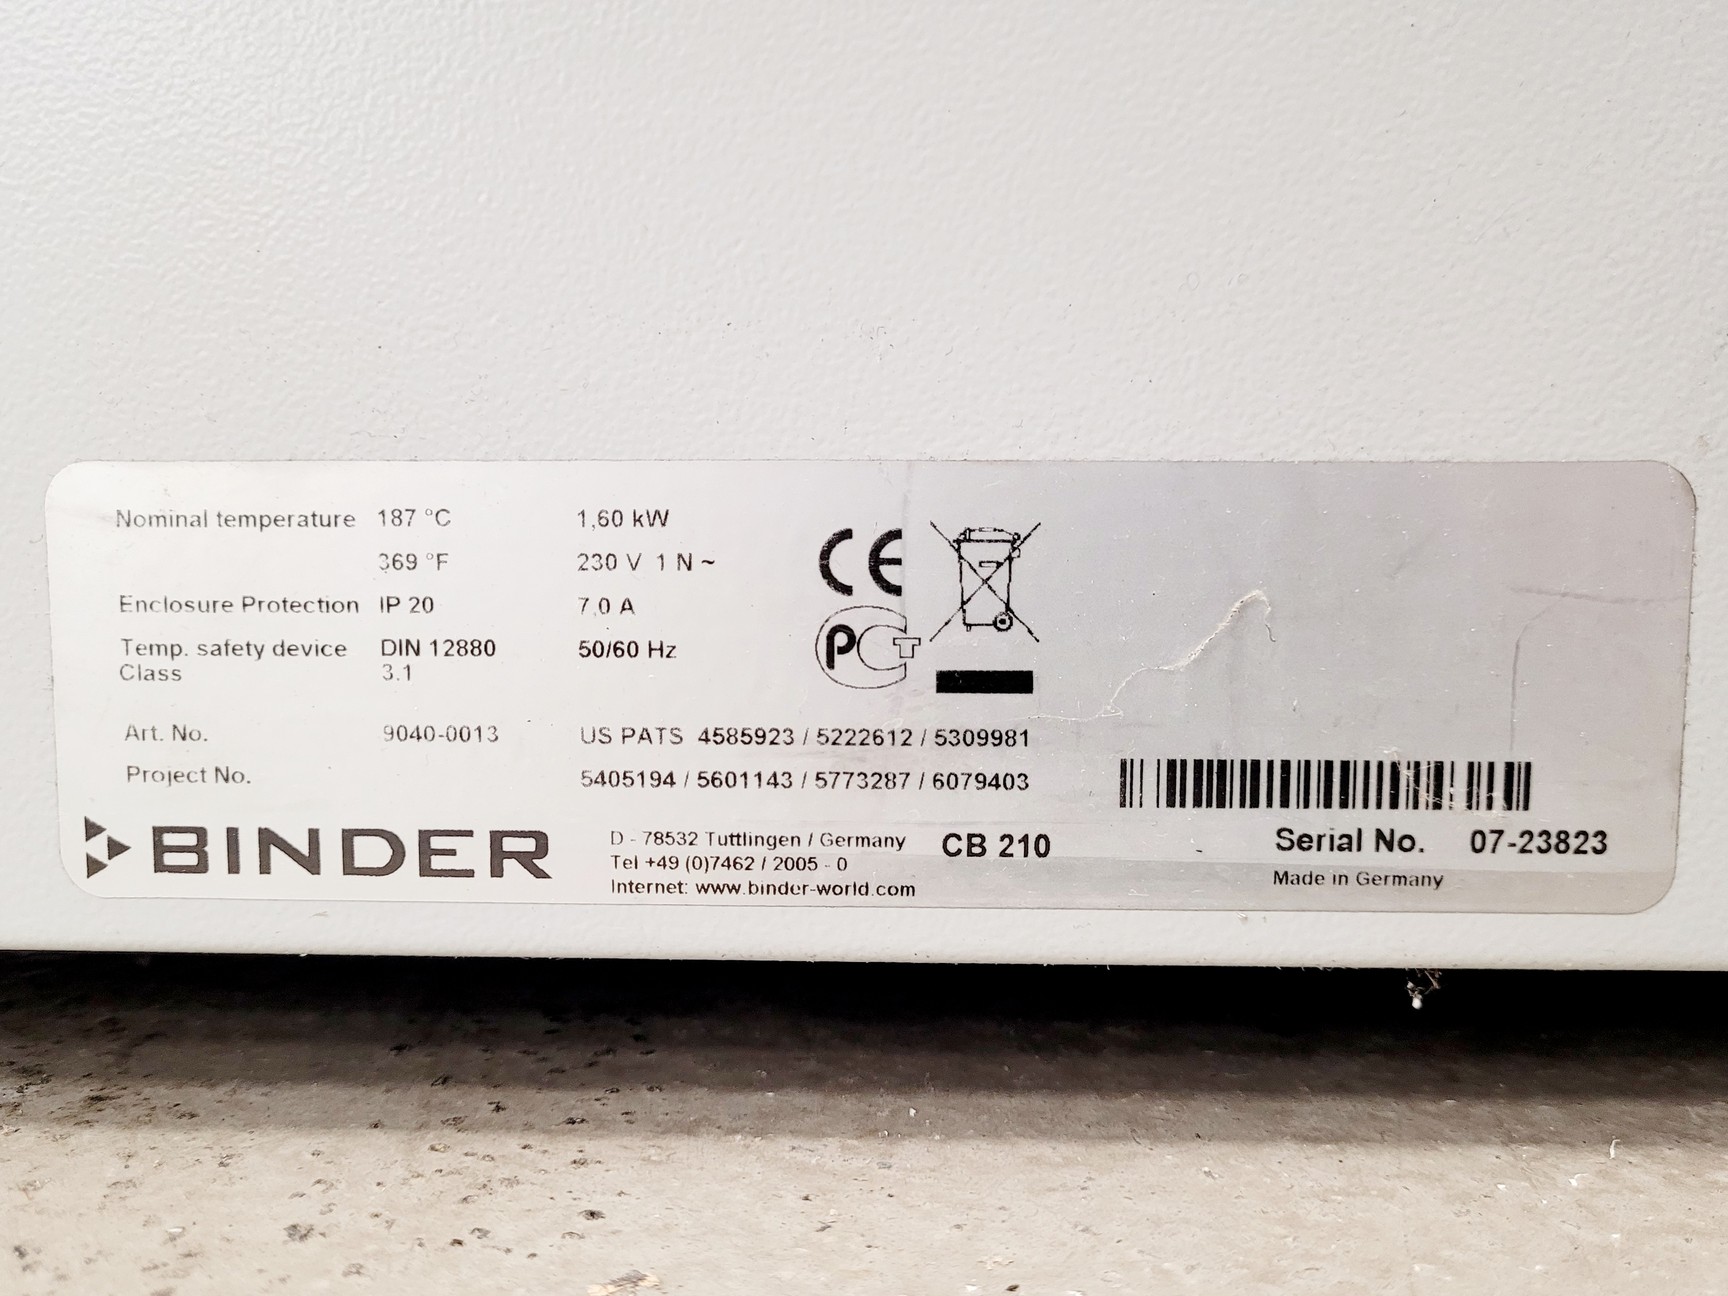 Nominal temperature 187 °C 1,60 kW
369 °F 230 V 1 N ~
Enclosure Protection IP 20 7,0 A
Temp. safety device DIN 12880 50/60 Hz
Class 3.1
CE
PCT
Art. No. 9040-0013 US PATS 4585923 / 5222612 / 5309981
Project No. 5405194 / 5601143 / 5773287 / 6079403
BINDER
D - 78532 Tuttlingen / Germany
Tel +49 (0)7462 / 2005 - 0
Internet: www.binder-world.com
CB 210
Serial No. 07-23823
Made in Germany